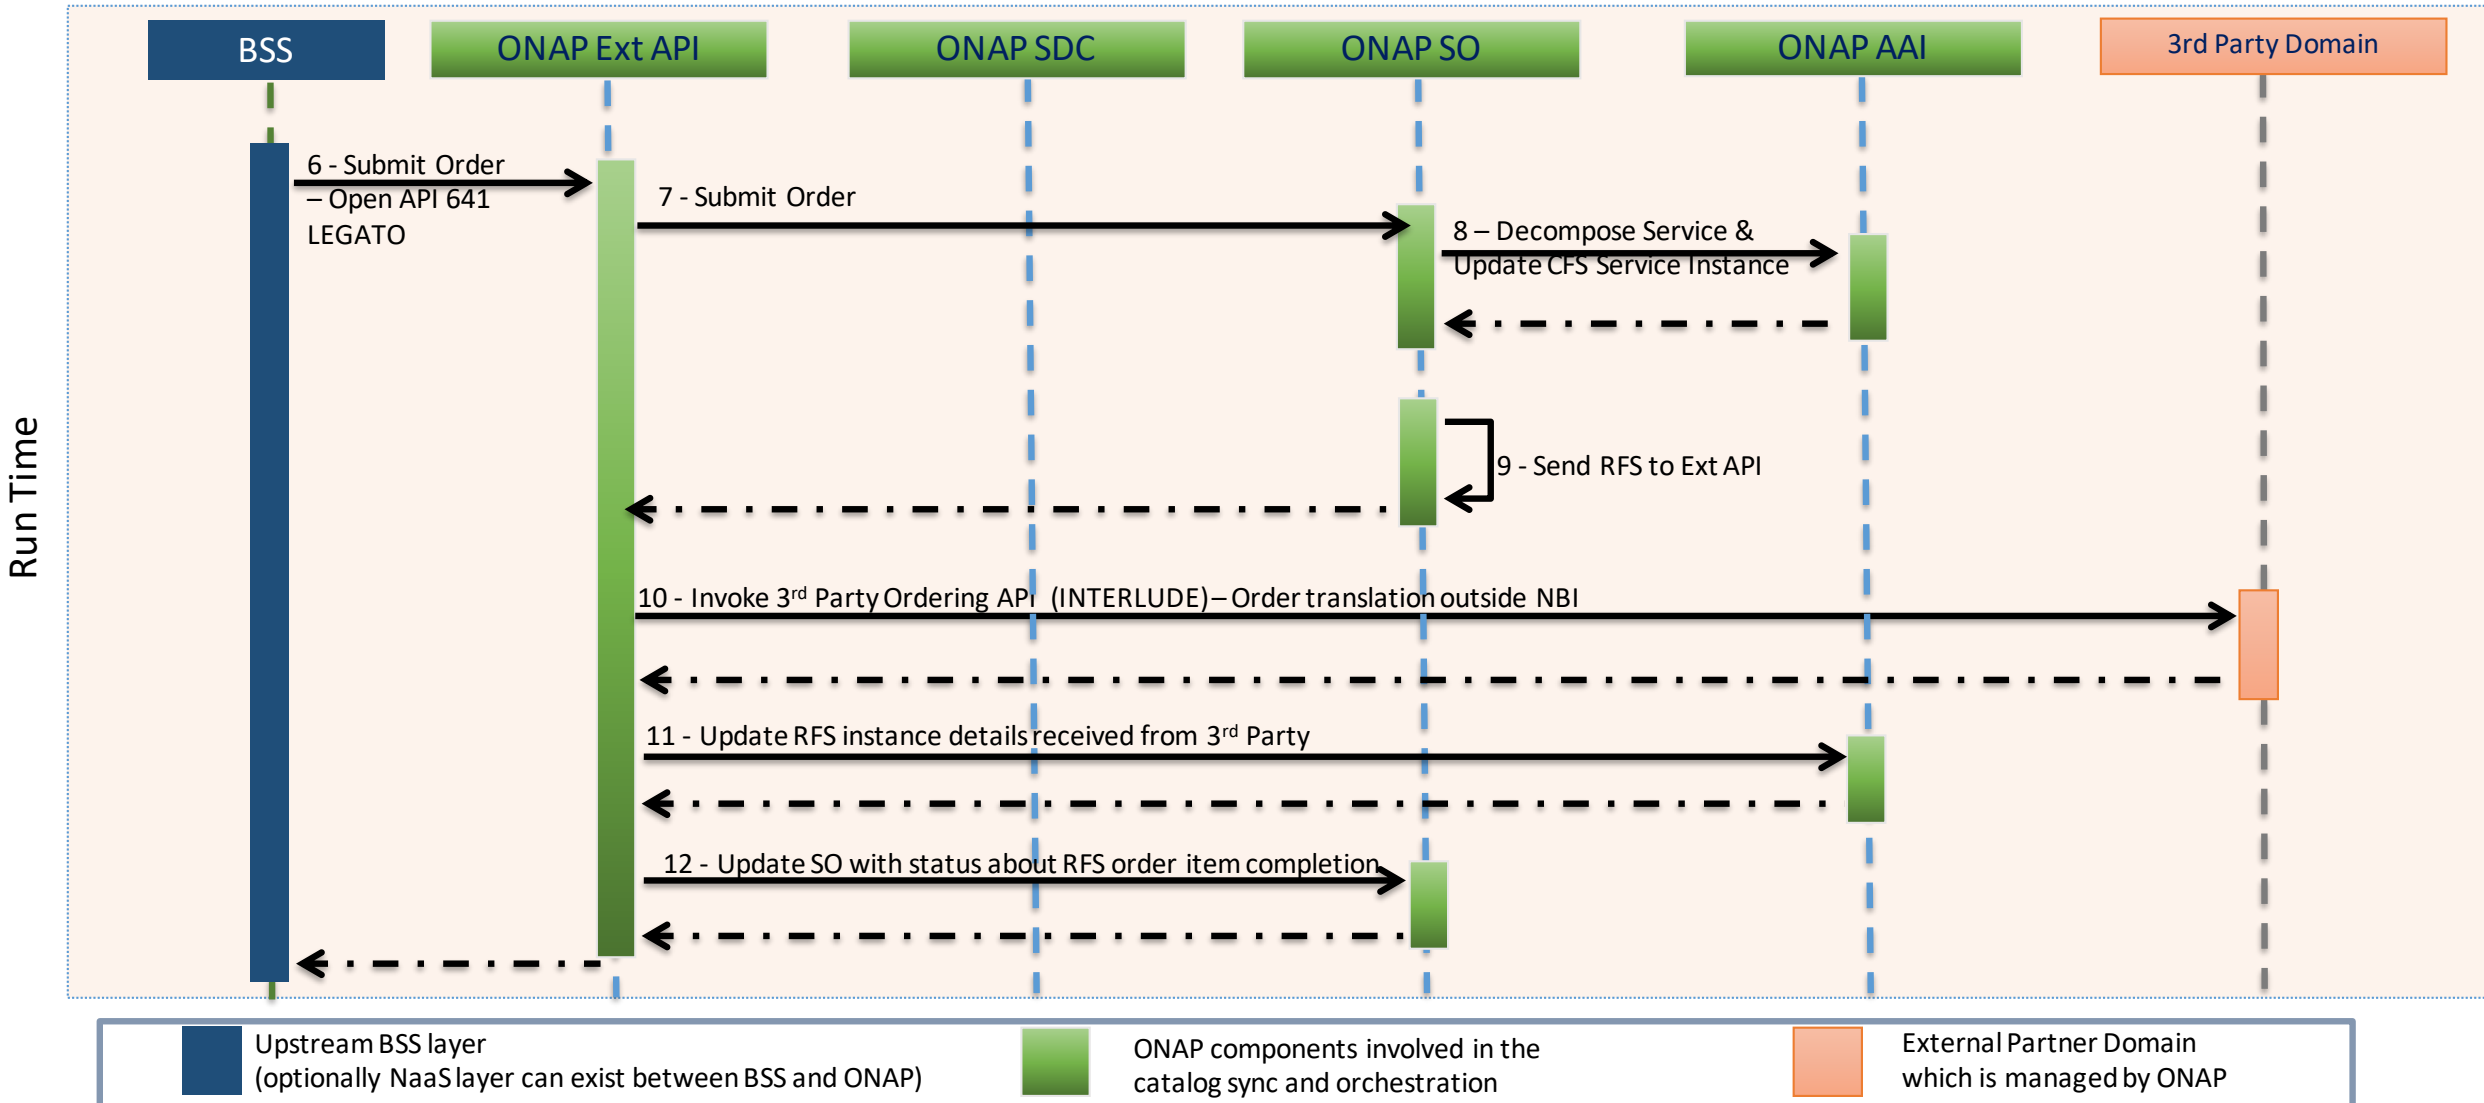 BSS
ONAP Ext API
ONAP SDC
ONAP SO
ONAP AAI
3rd Party Domain
Run Time
6 - Submit Order
– Open API 641
LEGATO
7 - Submit Order
8 – Decompose Service &
Update CFS Service Instance
9 - Send RFS to Ext API
10 - Invoke 3rd Party Ordering API (INTERLUDE) – Order translation outside NBI
11 - Update RFS instance details received from 3rd Party
12 - Update SO with status about RFS order item completion
Upstream BSS layer
(optionally NaaS layer can exist between BSS and ONAP)
ONAP components involved in the
catalog sync and orchestration
External Partner Domain
which is managed by ONAP